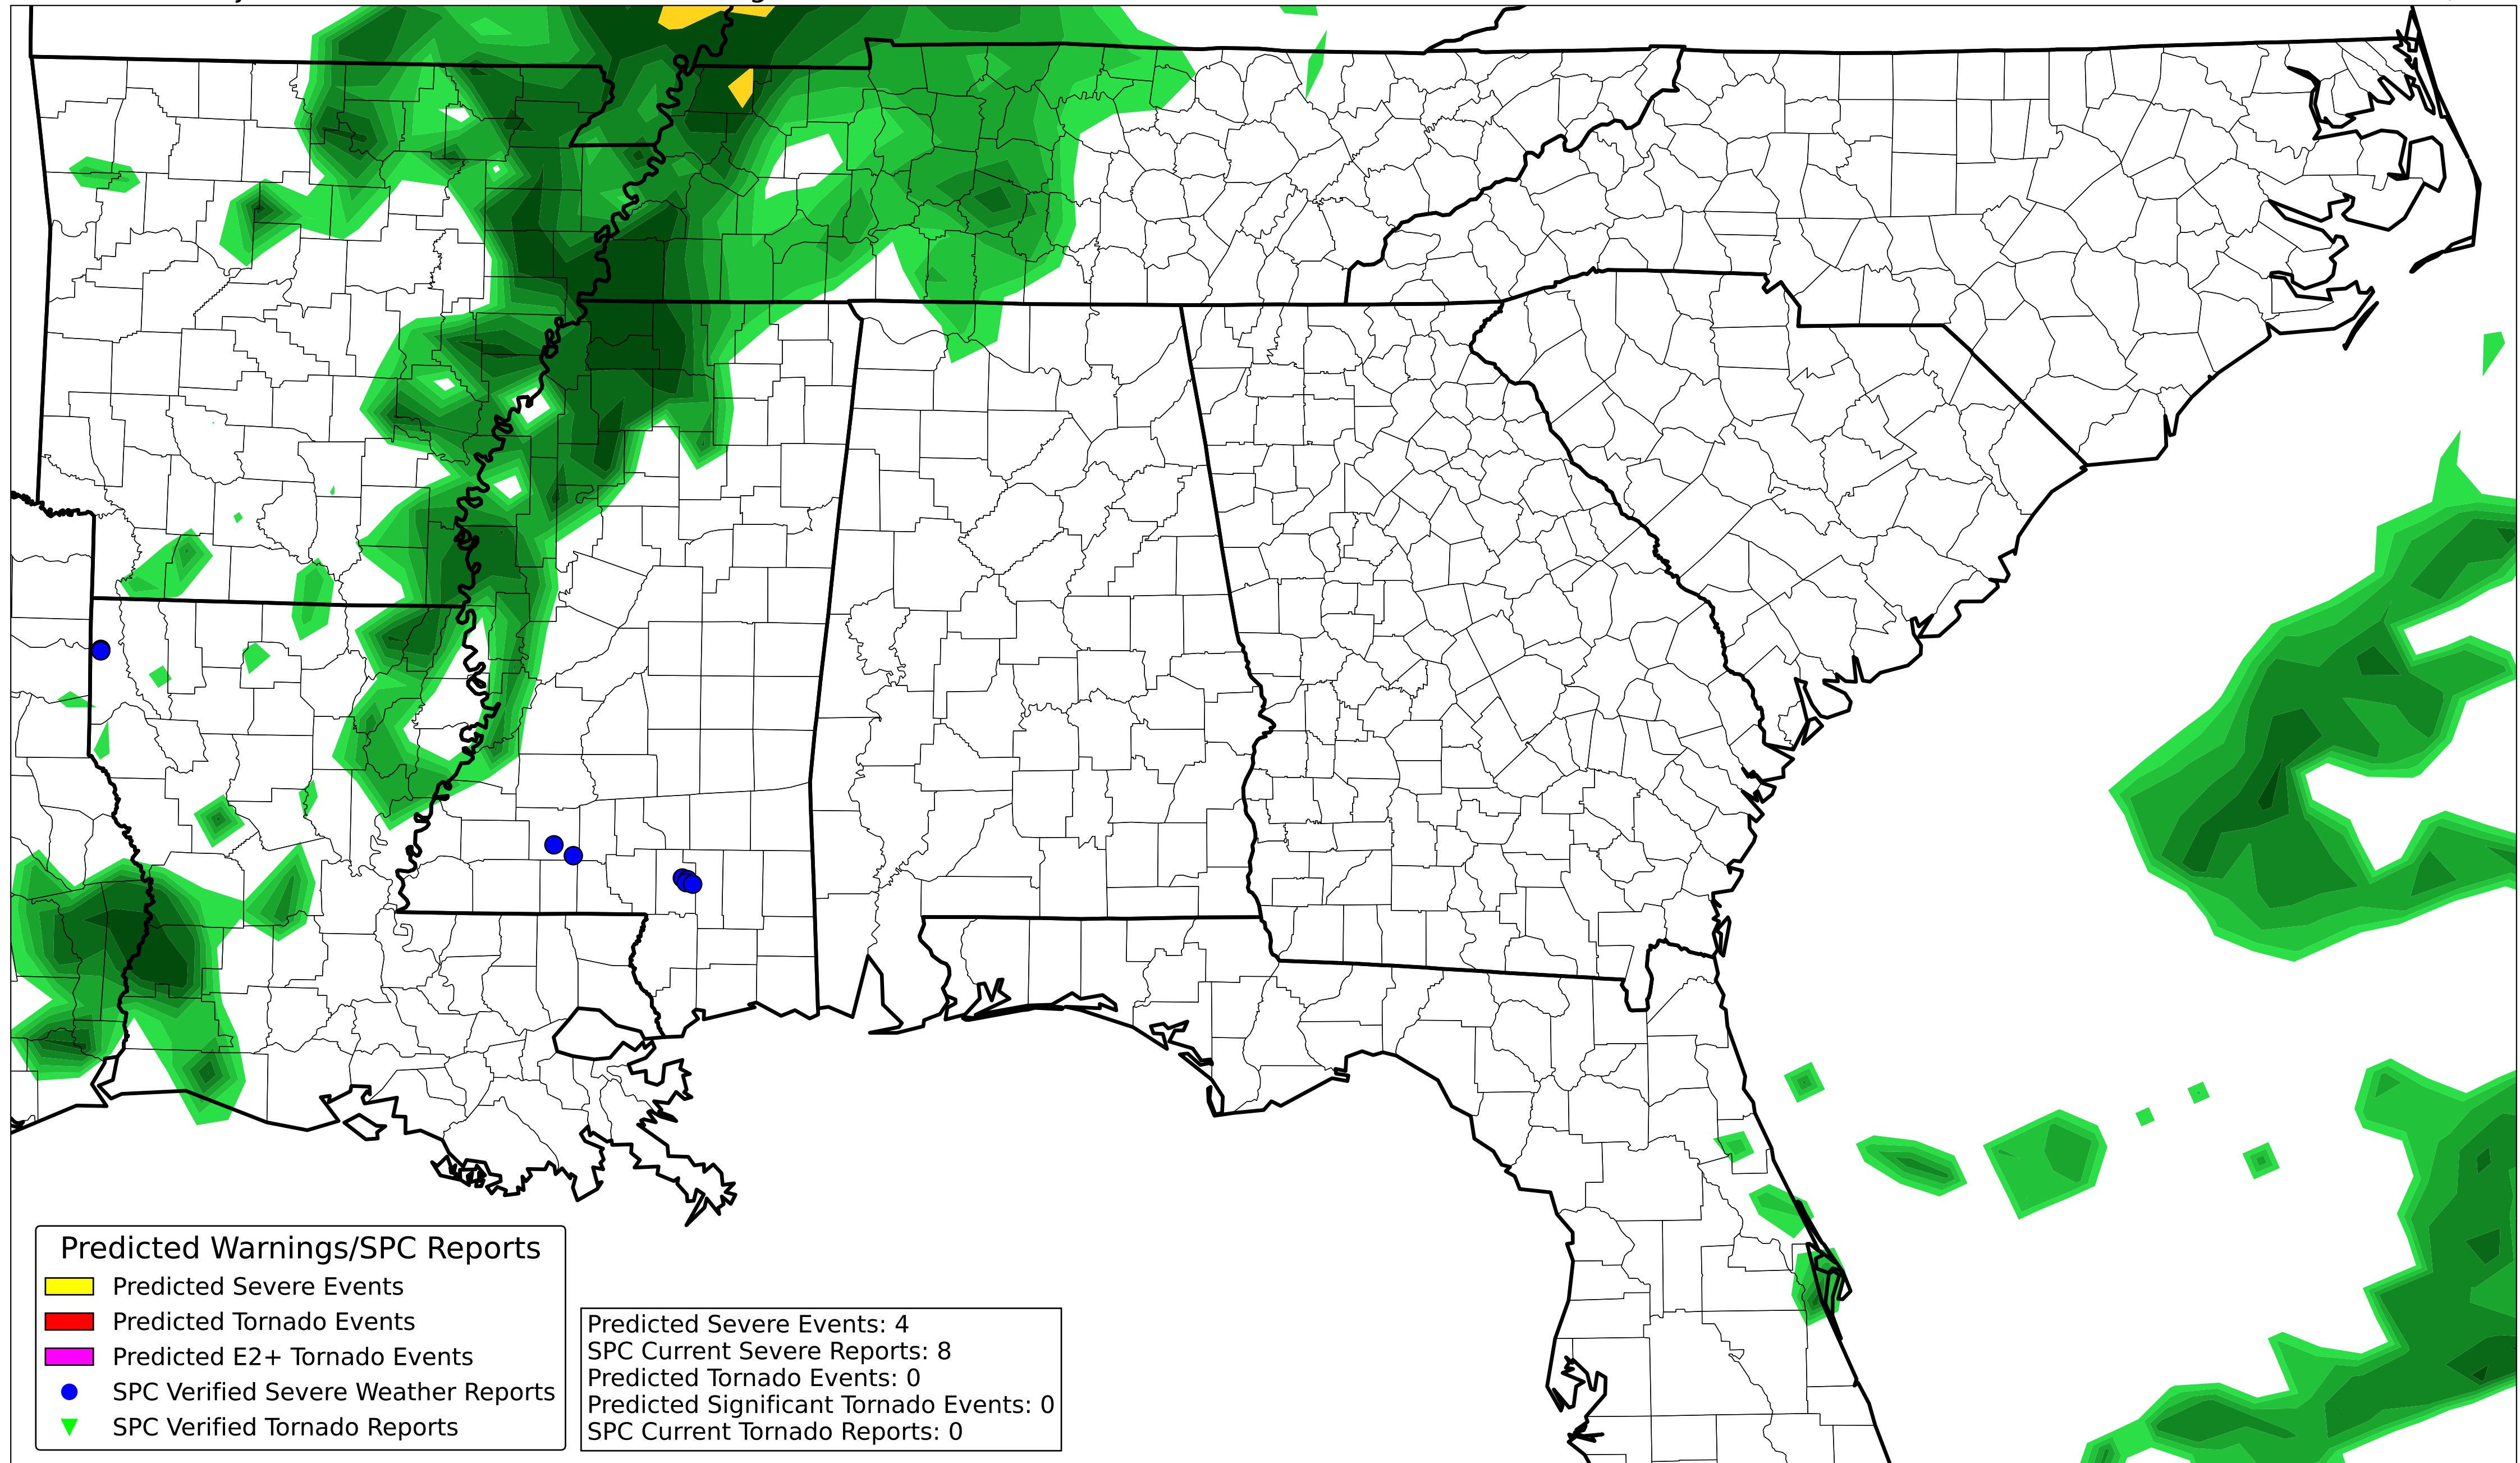 Predicted Warnings/SPC Reports
Predicted Severe Events
Predicted Tornado Events
Predicted E2+ Tornado Events
SPC Verified Severe Weather Reports
SPC Verified Tornado Reports
Predicted Severe Events: 4
SPC Current Severe Reports: 8
Predicted Tornado Events: 0
Predicted Significant Tornado Events: 0
SPC Current Tornado Reports: 0